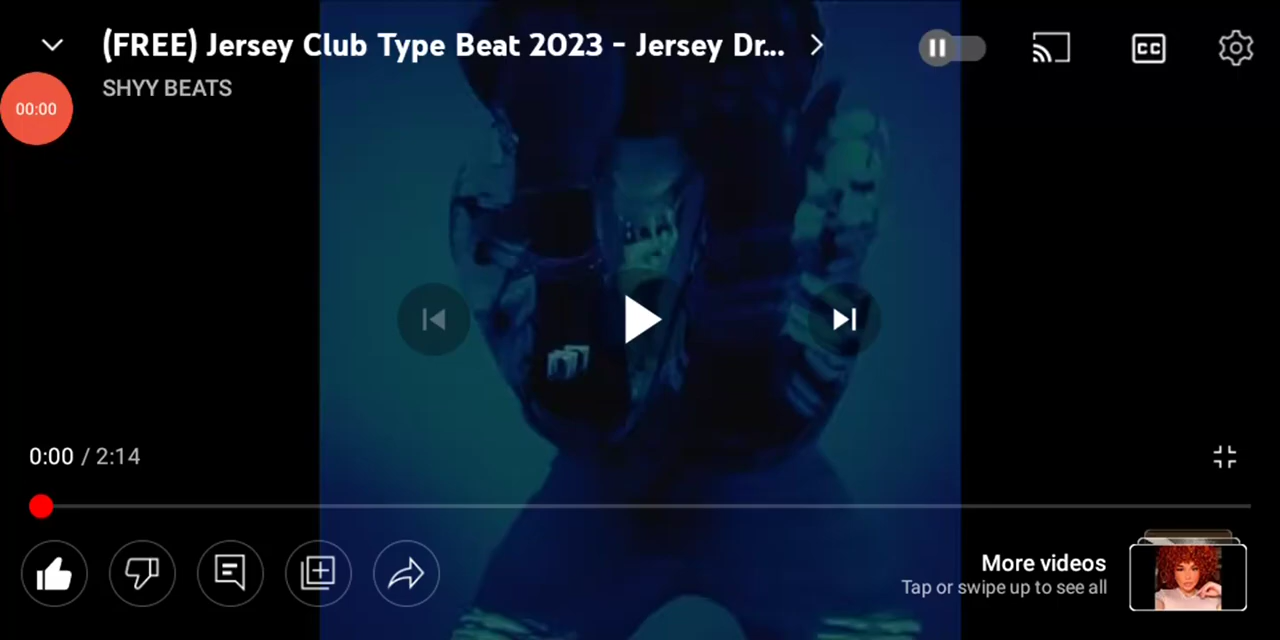 (FREE) Jersey Club Type Beat 2023 - Jersey Dr...
SHYY BEATS
CC
00:00
0:00 / 2:14
More videos
Tap or swipe up to see all